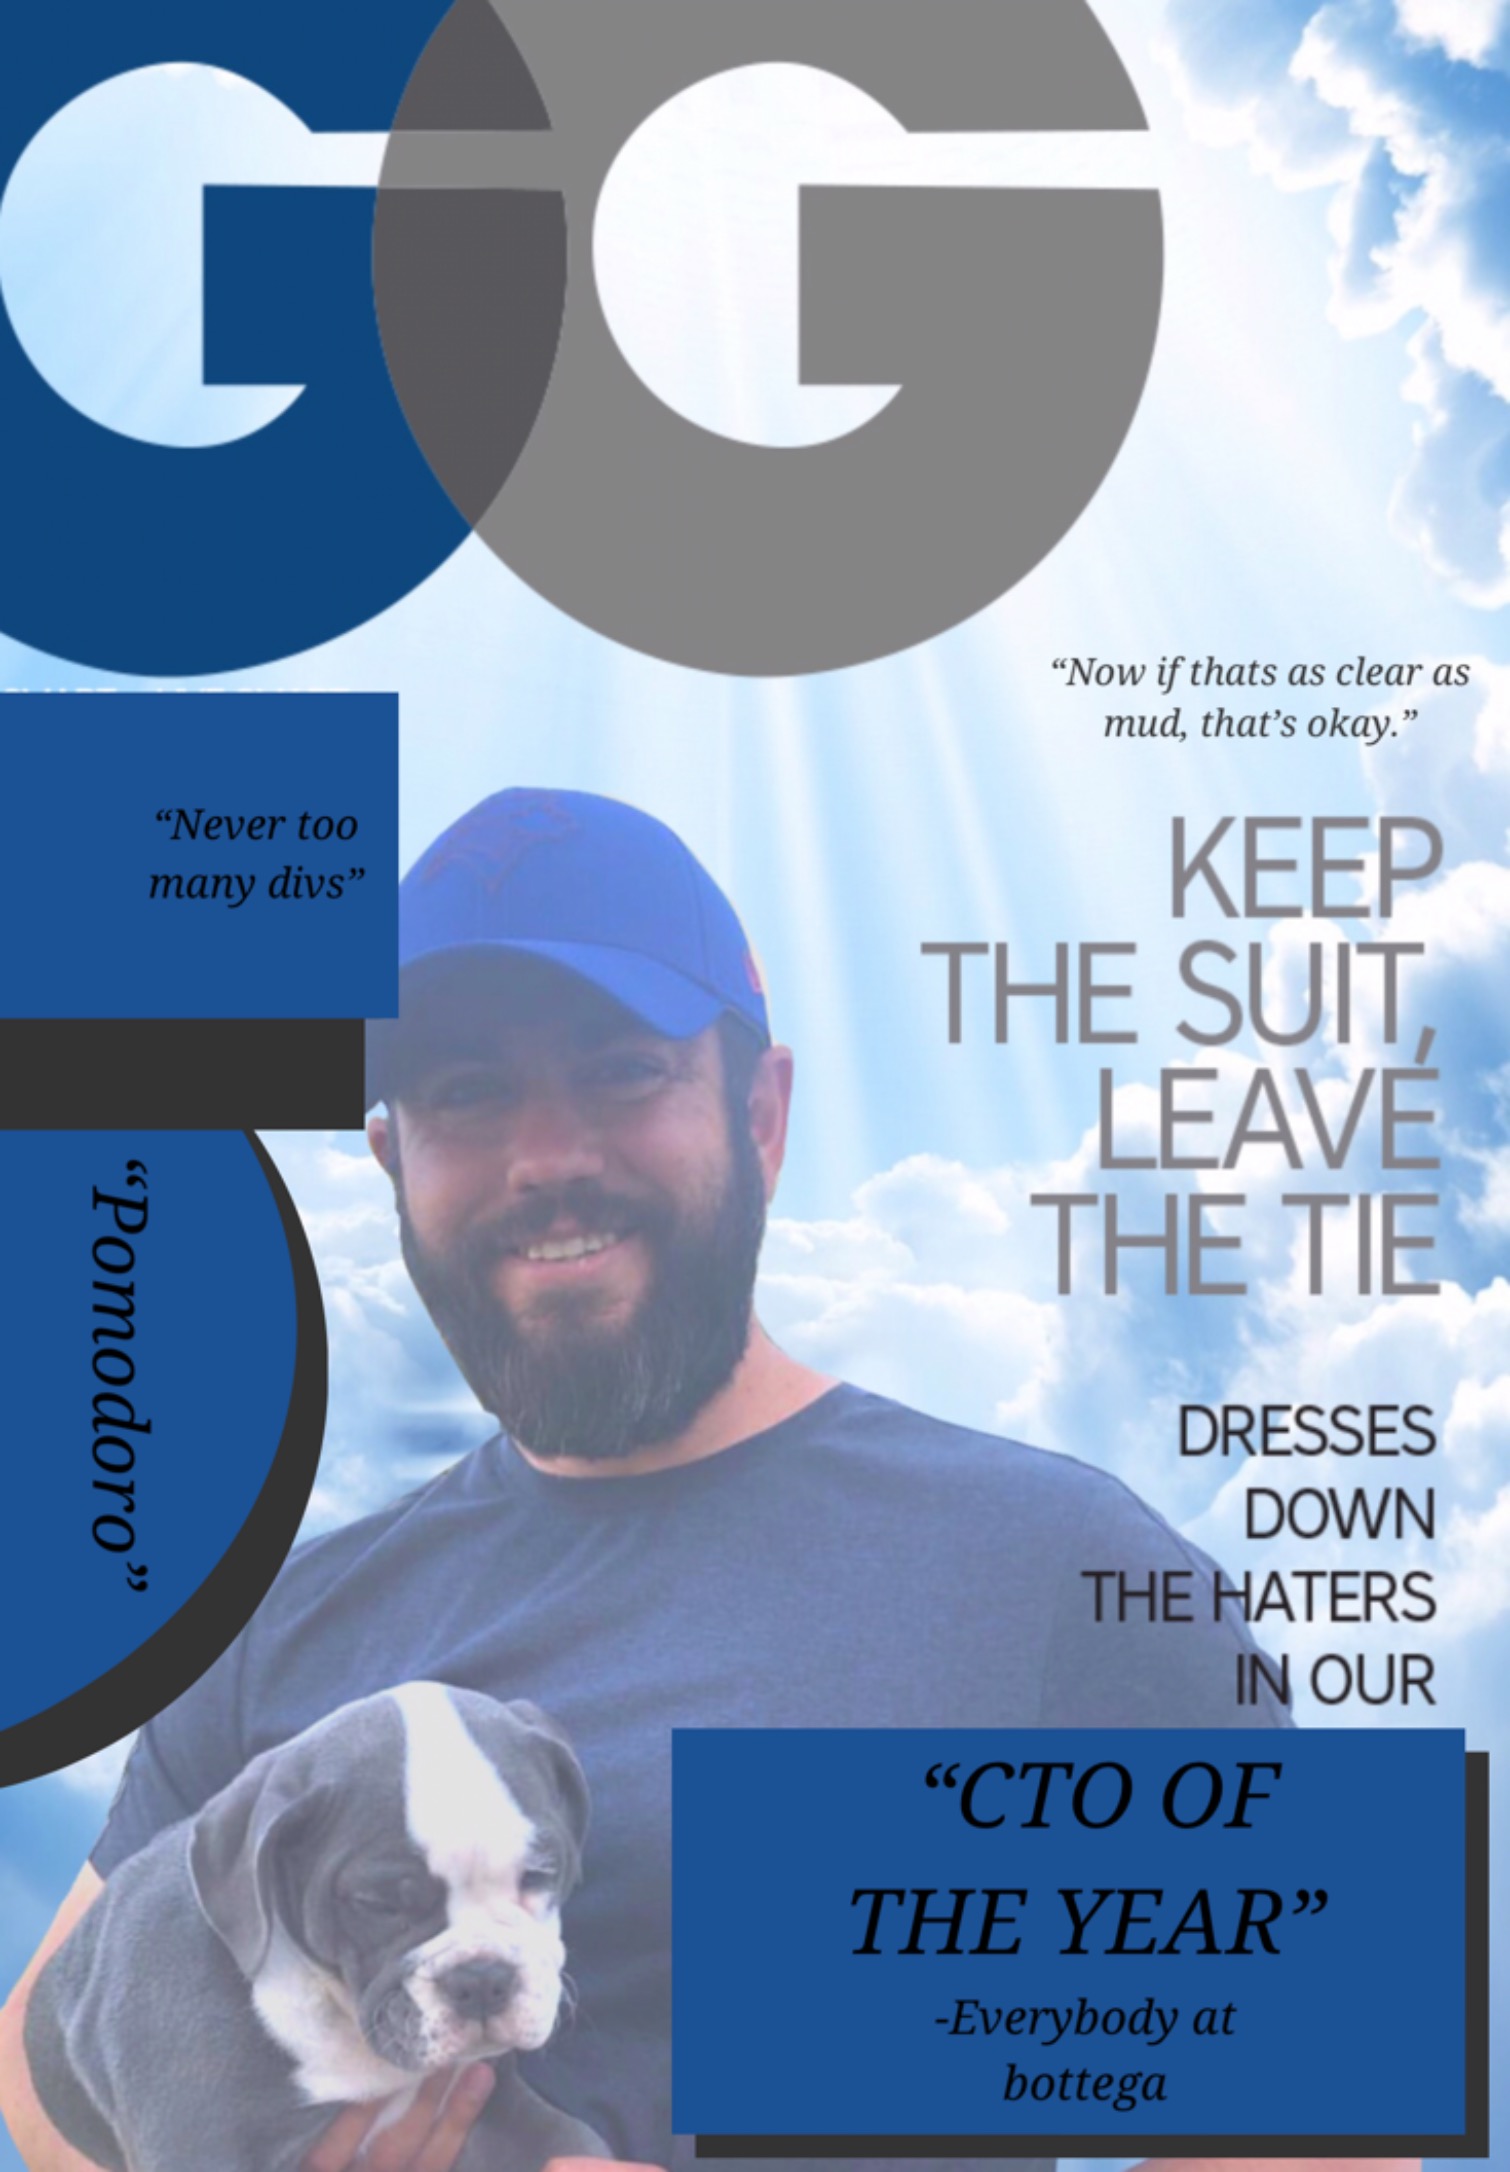 GG
“Now if thats as clear as
mud, that’s okay.”
“Never too
many divs”
KEEP
THE SUIT,
LEAVE
THE TIE
“Pomodoro“
DRESSES
DOWN
THE HATERS
IN OUR
“CTO OF
THE YEAR”
-Everybody at
bottega